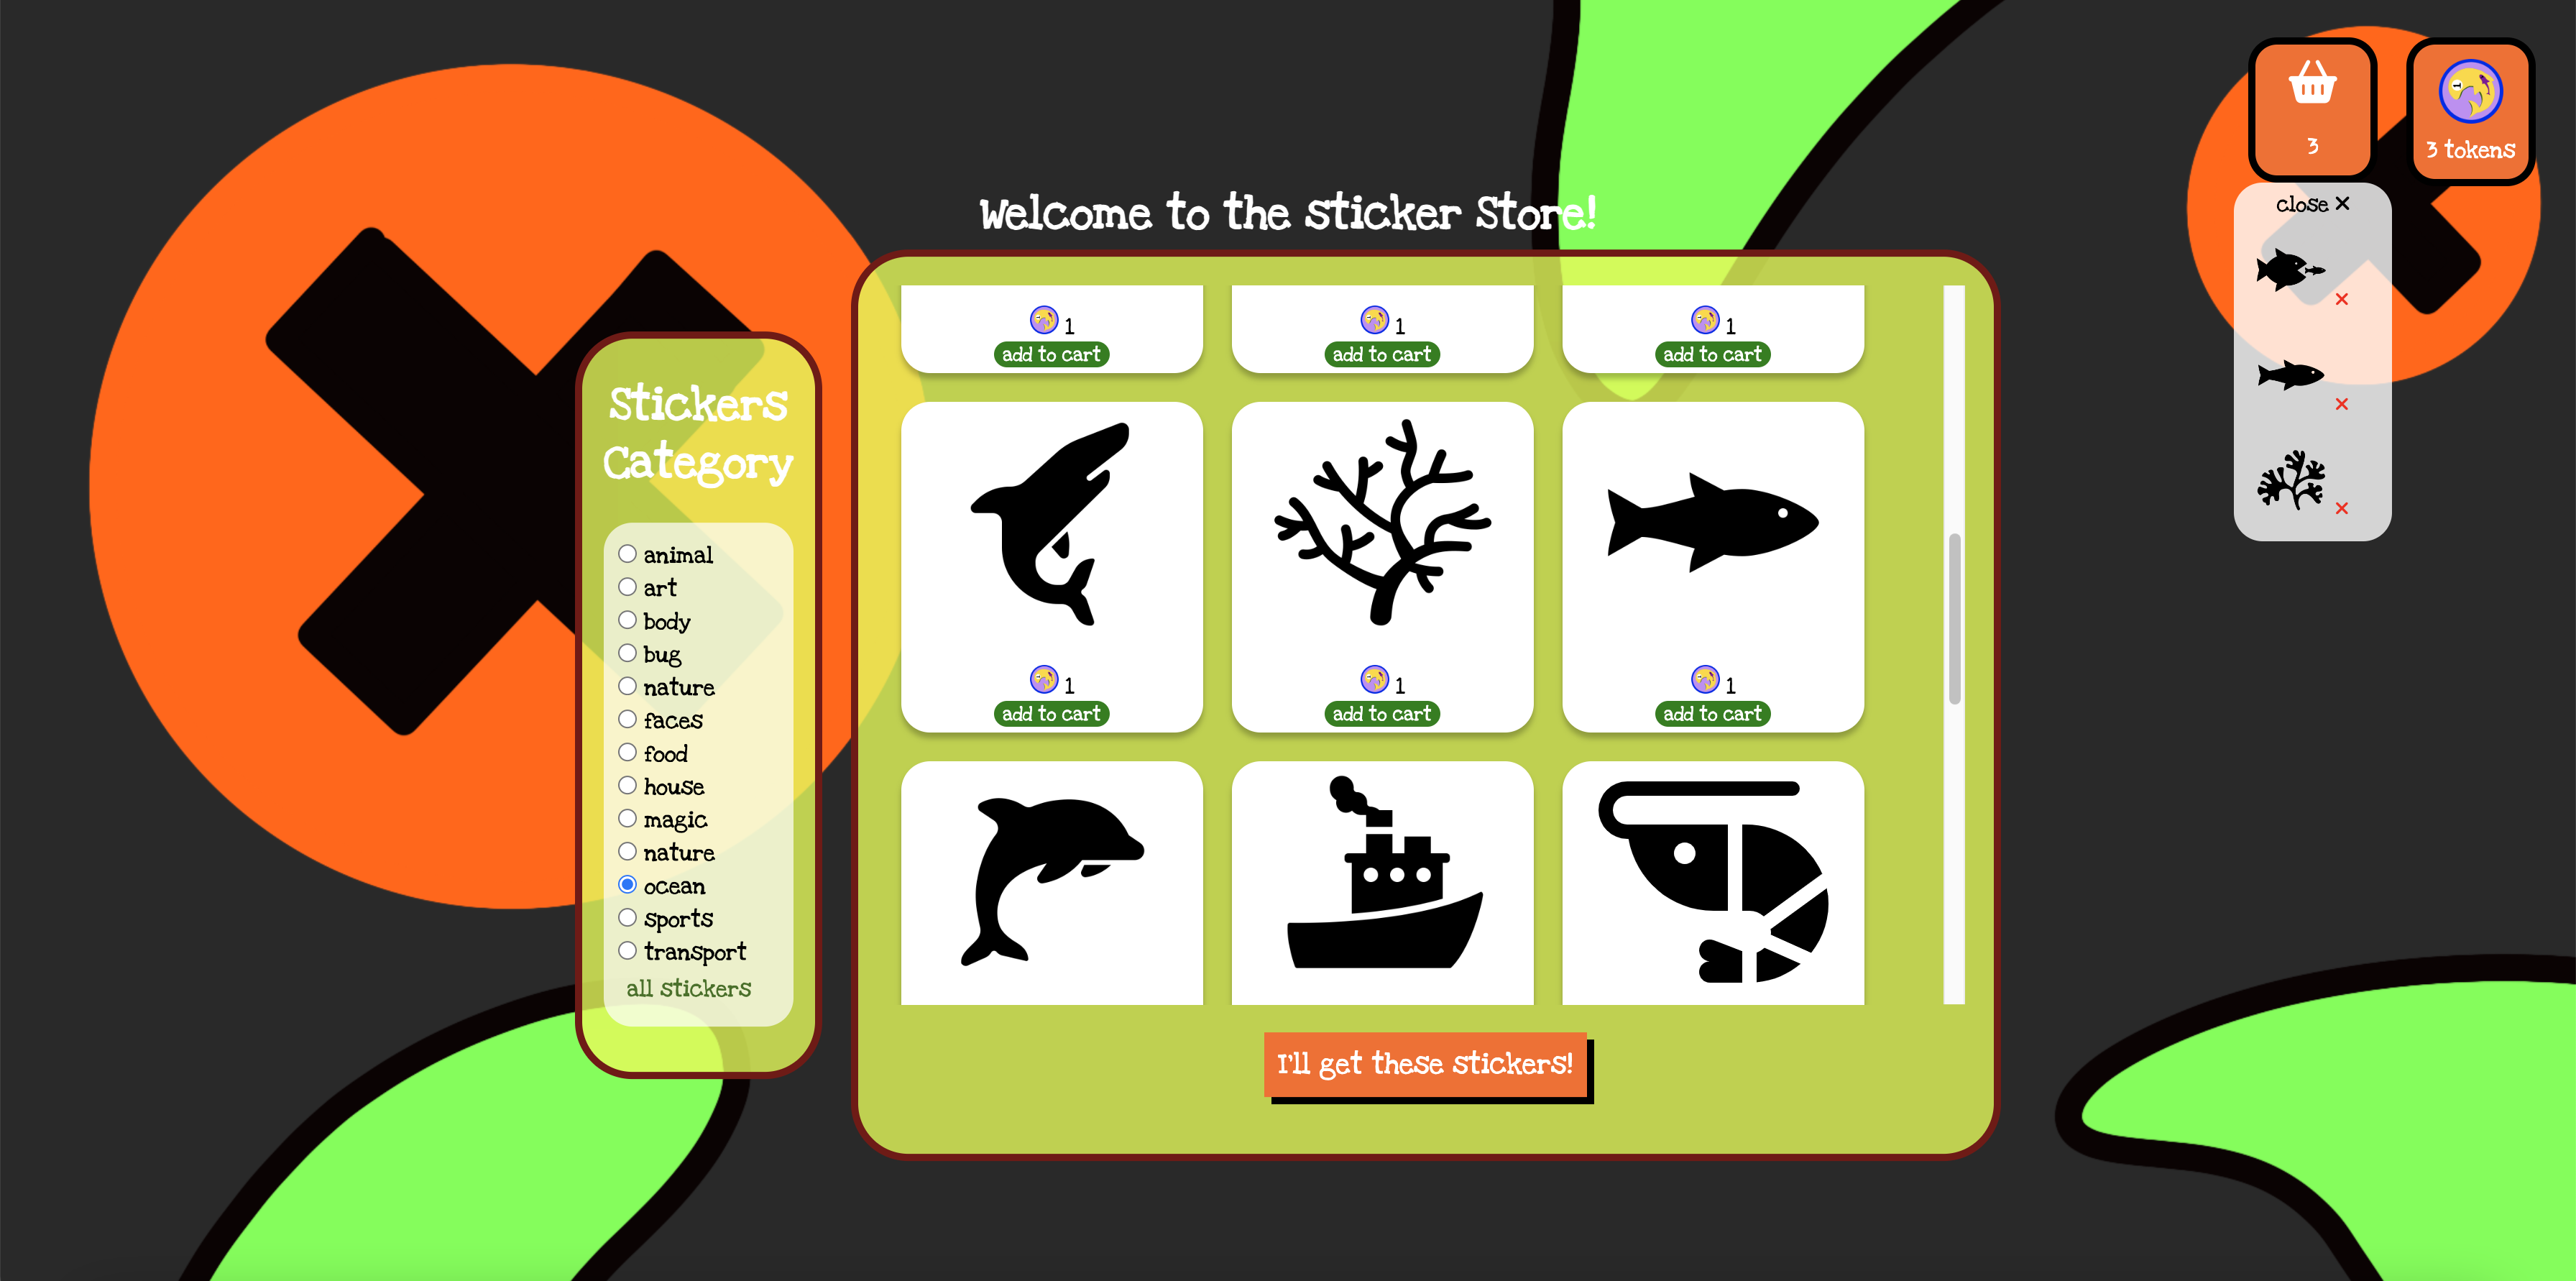 3
3 tokens
close ×
Welcome to the sticker Store!
Stickers
Category
animal
art
body
bug
nature
faces
food
house
magic
nature
ocean
sports
transport
all stickers
1
1
1
add to cart
add to cart
add to cart
1
1
1
add to cart
add to cart
add to cart
I'll get these stickers!